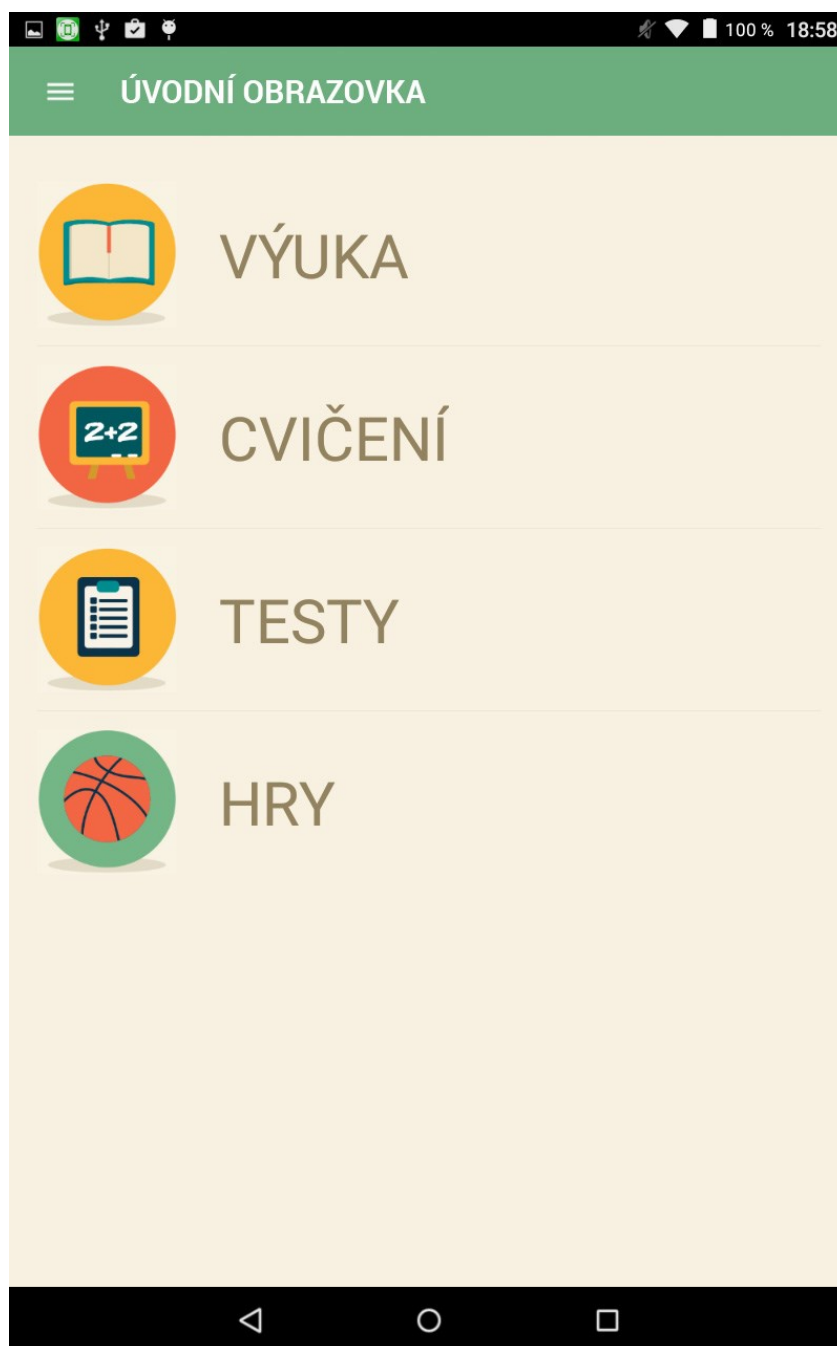 100 % 18:58
ÚVODNÍ OBRAZOVKA
VÝUKA
2+2
CVIČENÍ
TESTY
HRY